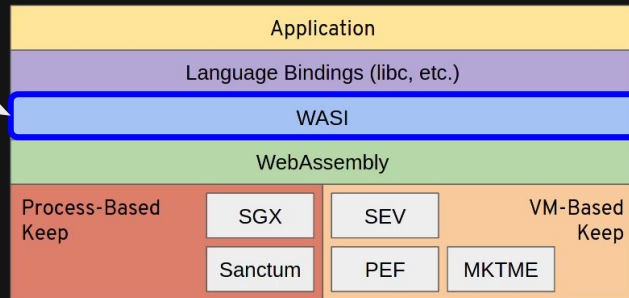 Application
Language Bindings (libc, etc.)
WASI
WebAssembly
Process-Based
Keep
SGX
Sanctum
SEV
PEF
MKTME
VM-Based
Keep